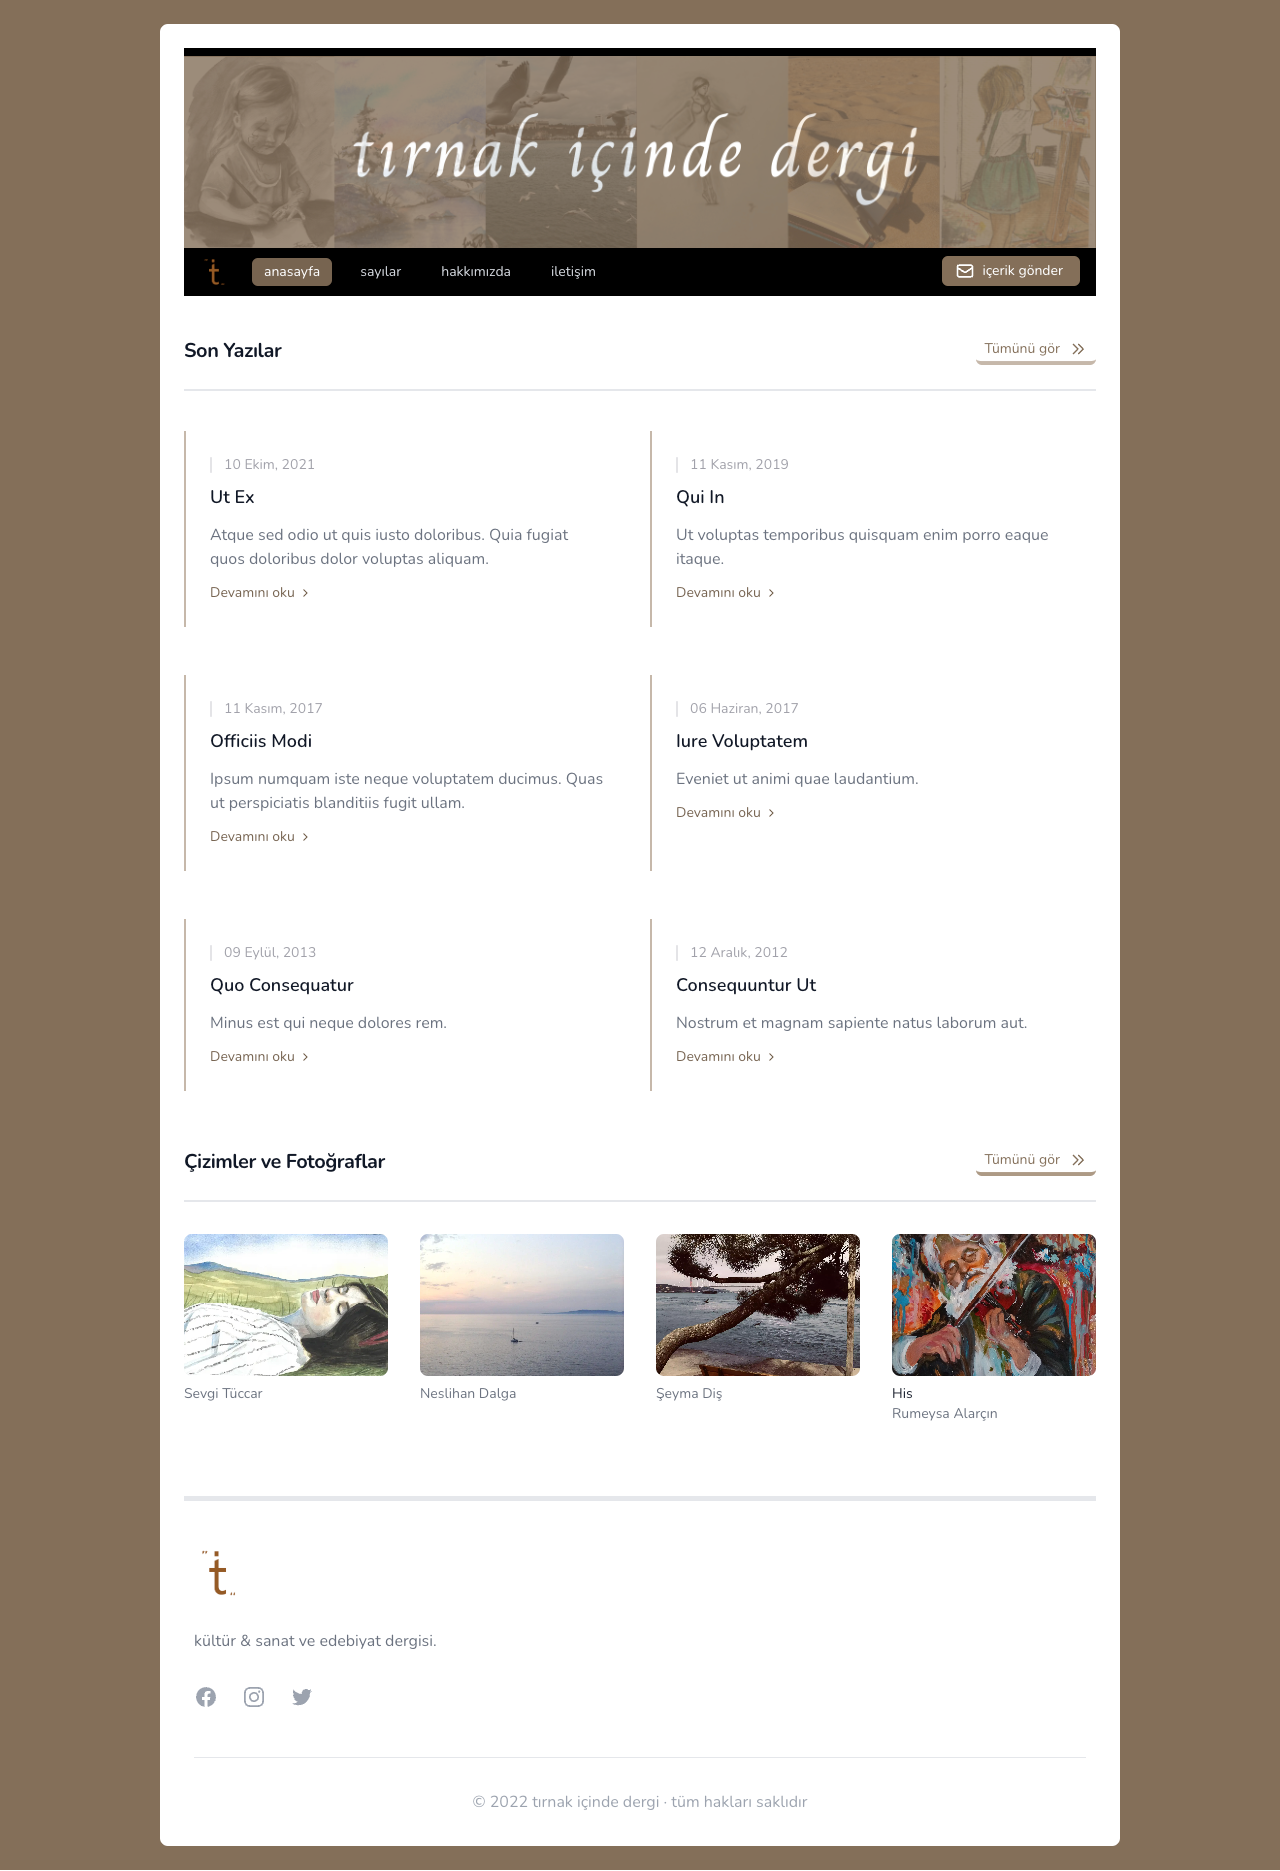 tırnak içinde dergi
"t„
anasayfa
sayılar
hakkımızda
iletişim
içerik gönder
Son Yazılar
Tümünü gör
10 Ekim, 2021
Ut Ex
Atque sed odio ut quis iusto doloribus. Quia fugiat
quos doloribus dolor voluptas aliquam.
Devamını oku
11 Kasım, 2019
Qui In
Ut voluptas temporibus quisquam enim porro eaque
itaque.
Devamını oku
11 Kasım, 2017
Officiis Modi
Ipsum numquam iste neque voluptatem ducimus. Quas
ut perspiciatis blanditiis fugit ullam.
Devamını oku
06 Haziran, 2017
Iure Voluptatem
Eveniet ut animi quae laudantium.
Devamını oku
09 Eylül, 2013
Quo Consequatur
Minus est qui neque dolores rem.
Devamını oku
12 Aralık, 2012
Consequuntur Ut
Nostrum et magnam sapiente natus laborum aut.
Devamını oku
Çizimler ve Fotoğraflar
Tümünü gör
Sevgi Tüccar
Neslihan Dalga
Şeyma Diş
His
Rumeysa Alarçın
"t„
kültür & sanat ve edebiyat dergisi.
© 2022 tırnak içinde dergi · tüm hakları saklıdır